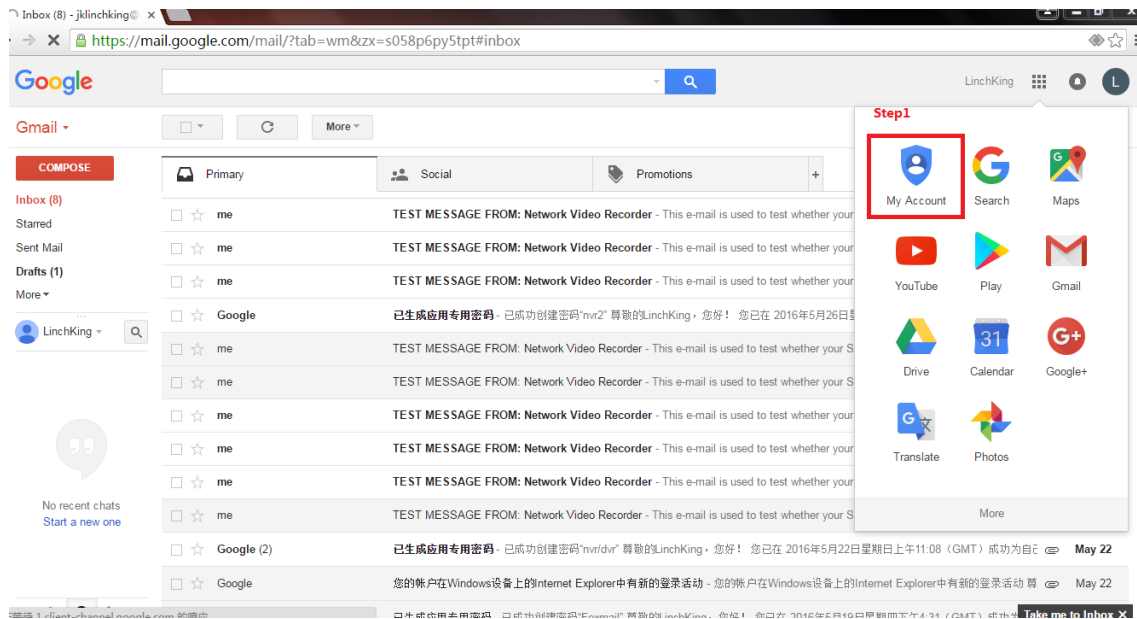 Inbox (8) - jklinchking@ ×
https://mail.google.com/mail/?tab=wm&zx=s058p6py5tpt#inbox
Google
LinchKing
L
Gmail
More
Step1
COMPOSE
Primary
Social
Promotions
+
My Account
Search
Maps
Inbox (8)
Starred
Sent Mail
Drafts (1)
More
LinchKing
No recent chats
Start a new one
me TEST MESSAGE FROM: Network Video Recorder - This e-mail is used to test whether your
me TEST MESSAGE FROM: Network Video Recorder - This e-mail is used to test whether your
me TEST MESSAGE FROM: Network Video Recorder - This e-mail is used to test whether your
Google 已生成应用专用密码 - 已成功创建密码“nvr2” 尊敬的LinchKing，您好！ 您已在 2016年5月26日
me TEST MESSAGE FROM: Network Video Recorder - This e-mail is used to test whether your S
me TEST MESSAGE FROM: Network Video Recorder - This e-mail is used to test whether your S
me TEST MESSAGE FROM: Network Video Recorder - This e-mail is used to test whether your
me TEST MESSAGE FROM: Network Video Recorder - This e-mail is used to test whether your
me TEST MESSAGE FROM: Network Video Recorder - This e-mail is used to test whether your
me TEST MESSAGE FROM: Network Video Recorder - This e-mail is used to test whether your S
Google (2) 已生成应用专用密码 - 已成功创建密码“nvr/dvr” 尊敬的LinchKing，您好！ 您已在 2016年5月22日星期日上午11:08（GMT）成功为自己 May 22
Google 您的帐户在Windows设备上的Internet Explorer中有新的登录活动 - 您的帐户在Windows设备上的Internet Explorer中有新的登录活动 尊 May 22
YouTube
Play
Gmail
Drive
31
Calendar
G+
Google+
Translate
Photos
More
Take me to Inbox ×